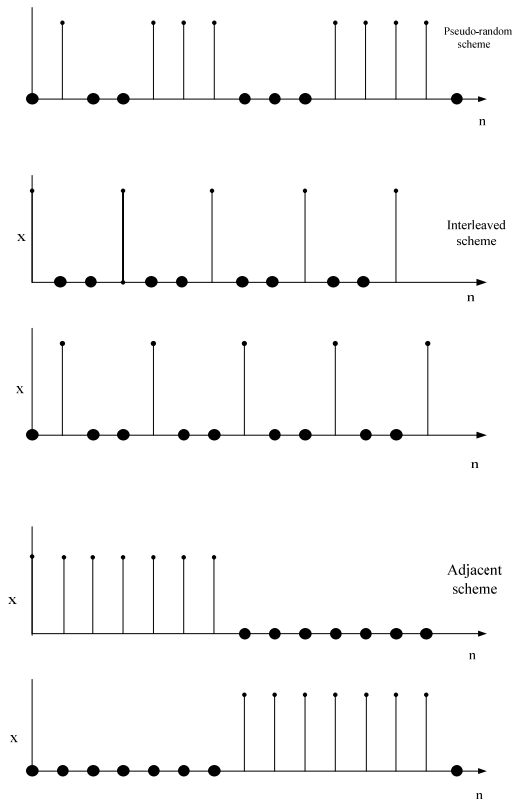 Pseudo-random
scheme
n
Interleaved
scheme
x
n
x
n
Adjacent
scheme
x
n
x
n